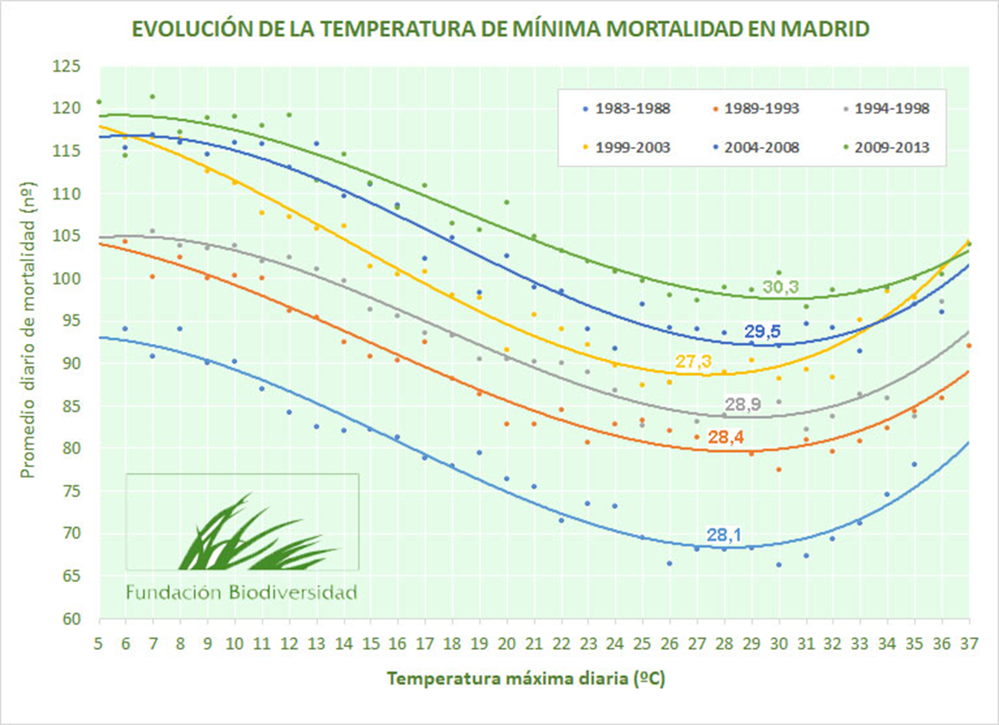 EVOLUCIÓN DE LA TEMPERATURA DE MÍNIMA MORTALIDAD EN MADRID
Promedio diario de mortalidad (nº)
125
120
115
110
105
100
95
90
85
80
75
70
65
60
1983-1988 1989-1993 1994-1998
1999-2003 2004-2008 2009-2013
30,3
29,5
27,3
28,9
28,4
28,1
Fundación Biodiversidad
5 6 7 8 9 10 11 12 13 14 15 16 17 18 19 20 21 22 23 24 25 26 27 28 29 30 31 32 33 34 35 36 37
Temperatura máxima diaria (ºC)